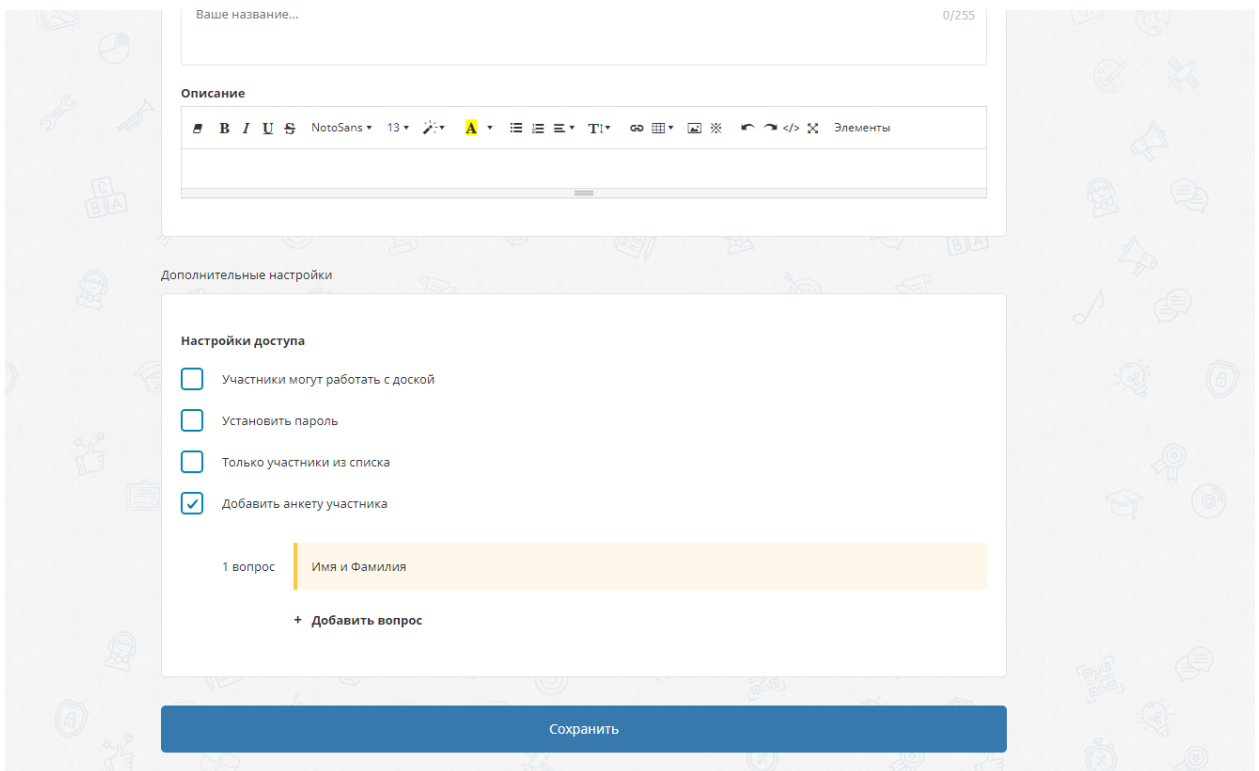 Ваше название...
0/255
Описание
B I U S NotoSans 13 A T </> Элементы
Дополнительные настройки
Настройки доступа
Участники могут работать с доской
Установить пароль
Только участники из списка
Добавить анкету участника
1 вопрос Имя и Фамилия
+ Добавить вопрос
Сохранить